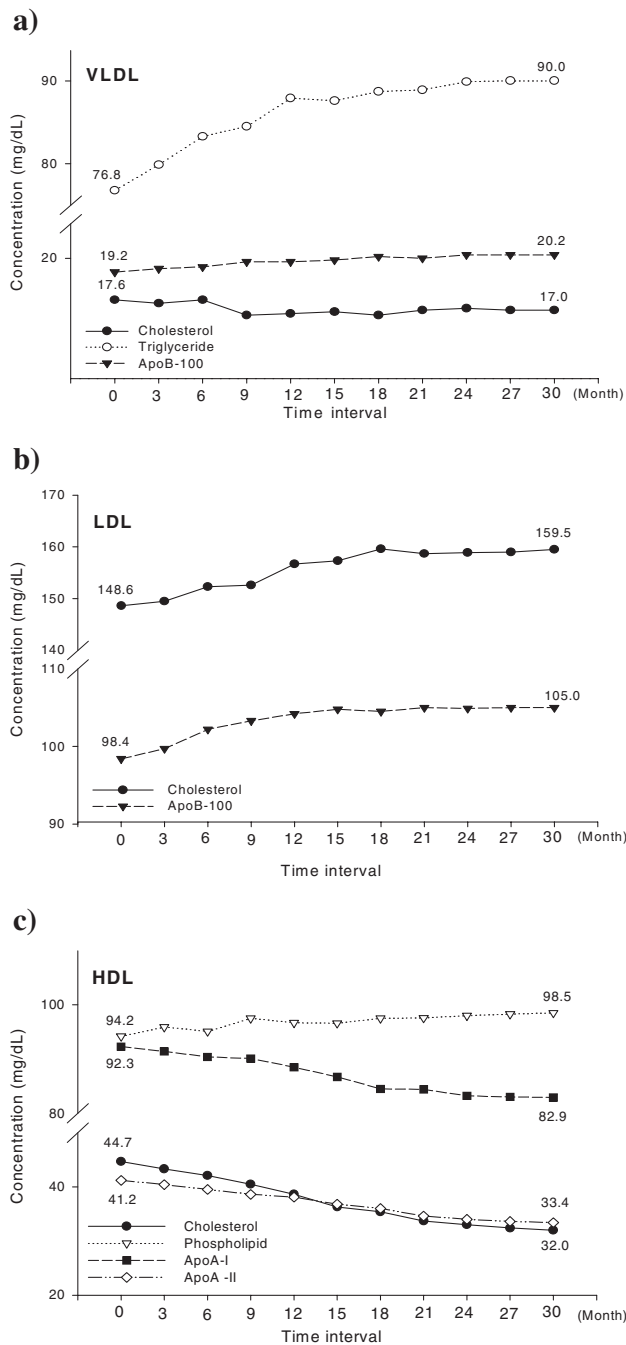 a)
VLDL
Concentration (mg/dL)
90
80
20
76.8
90.0
19.2
20.2
17.6
17.0
Cholesterol
Triglyceride
ApoB-100
0 3 6 9 12 15 18 21 24 27 30 (Month)
Time interval
b)
LDL
Concentration (mg/dL)
170
160
150
140
110
100
90
148.6
159.5
98.4
105.0
Cholesterol
ApoB-100
0 3 6 9 12 15 18 21 24 27 30 (Month)
Time interval
c)
HDL
Concentration (mg/dL)
100
80
40
20
94.2
98.5
92.3
82.9
44.7
41.2
33.4
32.0
Cholesterol
Phospholipid
ApoA-I
ApoA -II
0 3 6 9 12 15 18 21 24 27 30 (Month)
Time interval